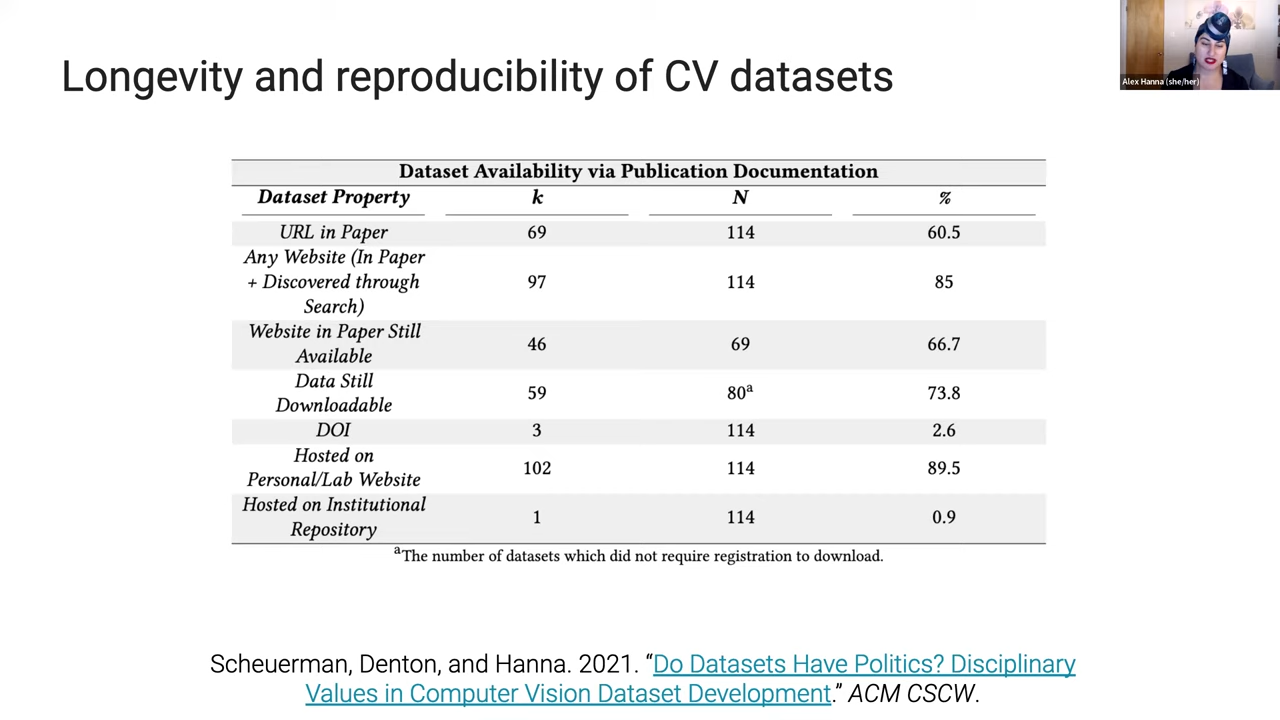 Longevity and reproducibility of CV datasets
Alex Hanna (she/her)
Dataset Availability via Publication Documentation
Dataset Property k N %
URL in Paper 69 114 60.5
Any Website (In Paper
+ Discovered through
Search)
97 114 85
Website in Paper Still
Available
46 69 66.7
Data Still
Downloadable
59 80a 73.8
DOI 3 114 2.6
Hosted on
Personal/Lab Website
102 114 89.5
Hosted on Institutional
Repository
1 114 0.9
aThe number of datasets which did not require registration to download.
Scheuerman, Denton, and Hanna. 2021. “Do Datasets Have Politics? Disciplinary
Values in Computer Vision Dataset Development.” ACM CSCW.